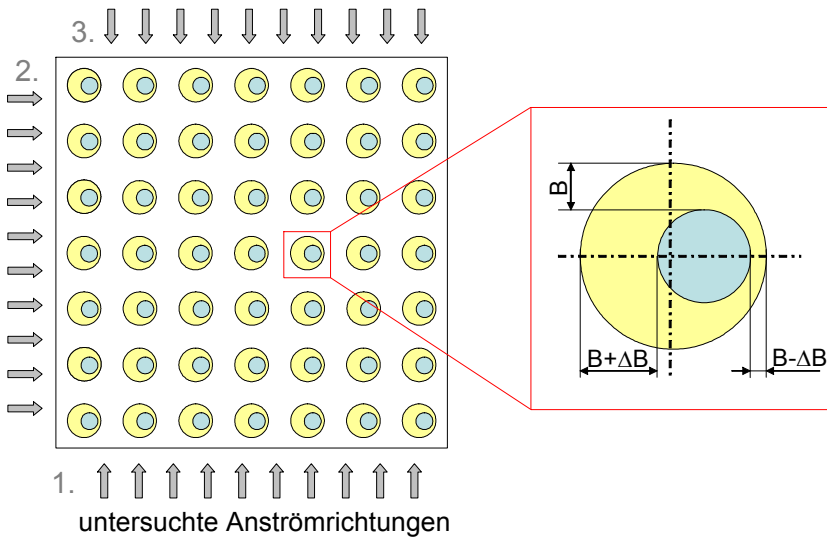 3.
2.
B
B+ΔB
B-ΔB
1.
untersuchte Anströmrichtungen